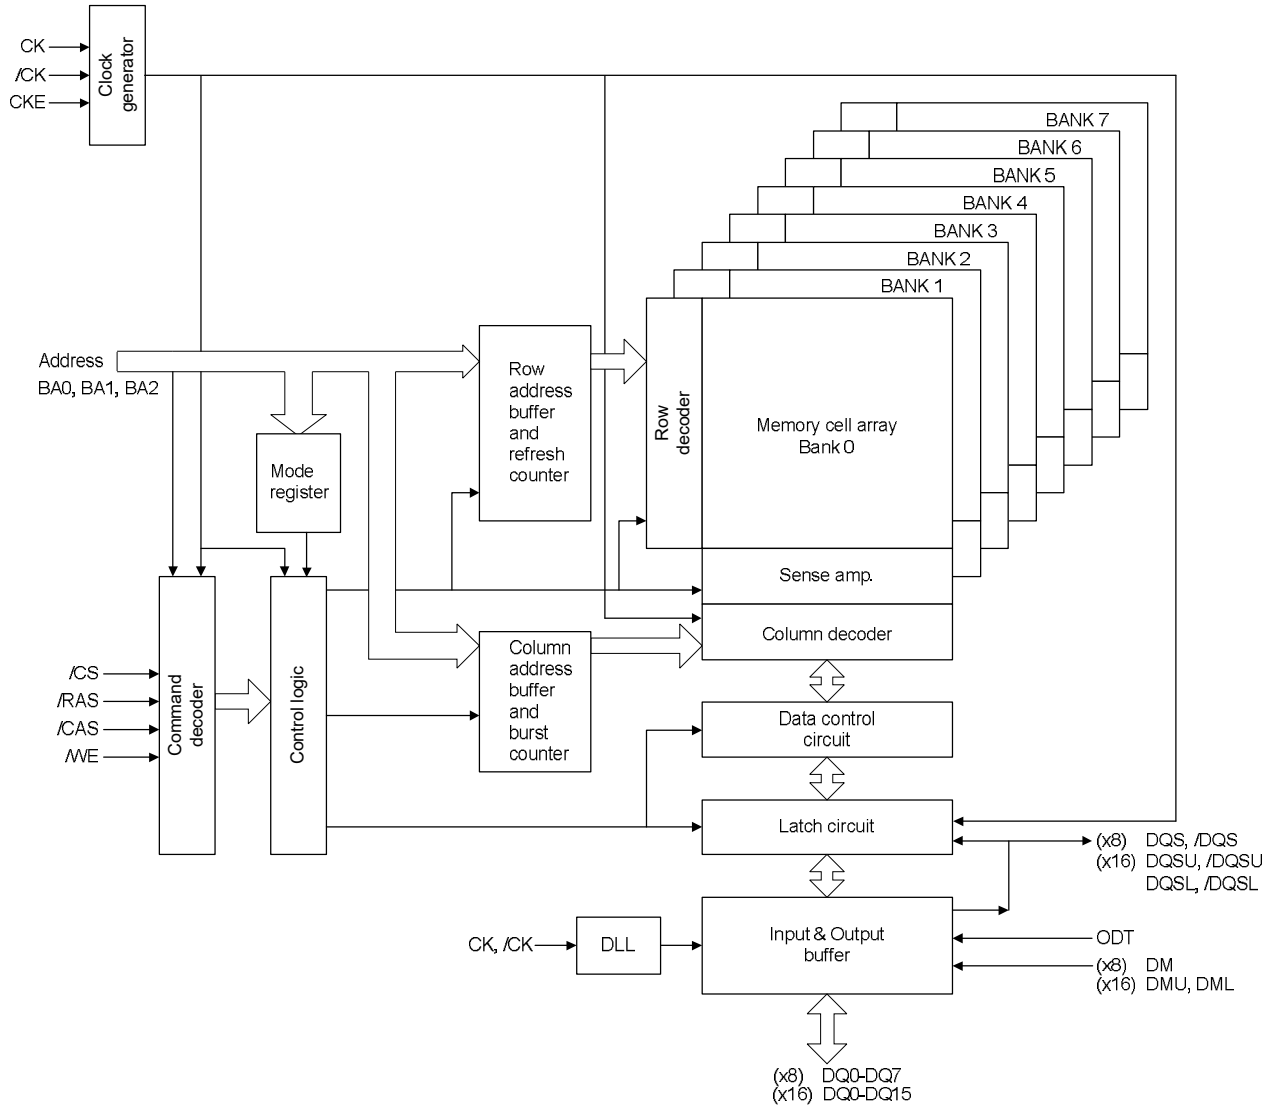 CK
/CK
CKE
Clock
generator
BANK 7
BANK 6
BANK 5
BANK 4
BANK 3
BANK 2
BANK 1
Address
BA0, BA1, BA2
Row
address
buffer
and
refresh
counter
Row
decoder
Memory cell array
Bank 0
Mode
register
Sense amp.
Column decoder
/CS
/RAS
/CAS
/WE
Command
decoder
Control logic
Column
address
buffer
and
burst
counter
Data control
circuit
Latch circuit
(x8) DQS, /DQS
(x16) DQSU, /DQSU
DQSL, /DQSL
CK, /CK
DLL
Input & Output
buffer
ODT
(x8) DM
(x16) DMU, DML
(x8) DQ0-DQ7
(x16) DQ0-DQ15